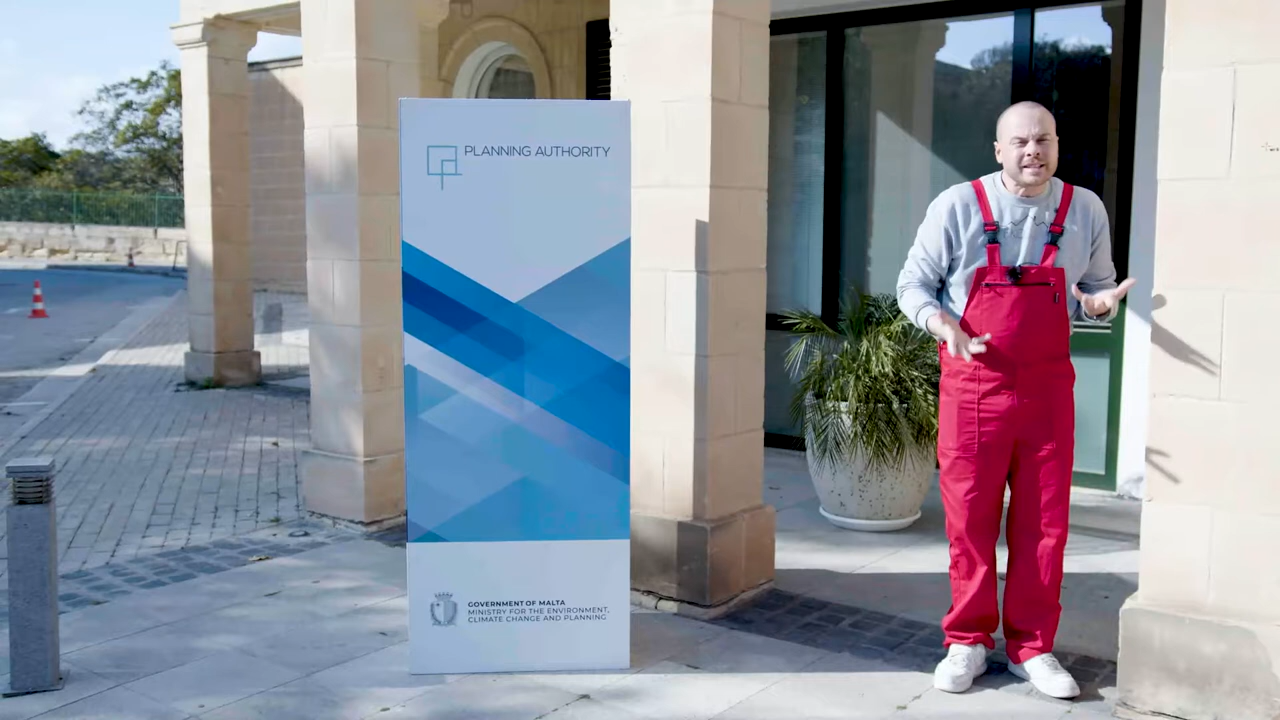 PLANNING AUTHORITY
GOVERNMENT OF MALTA
MINISTRY FOR THE ENVIRONMENT,
CLIMATE CHANGE AND PLANNING